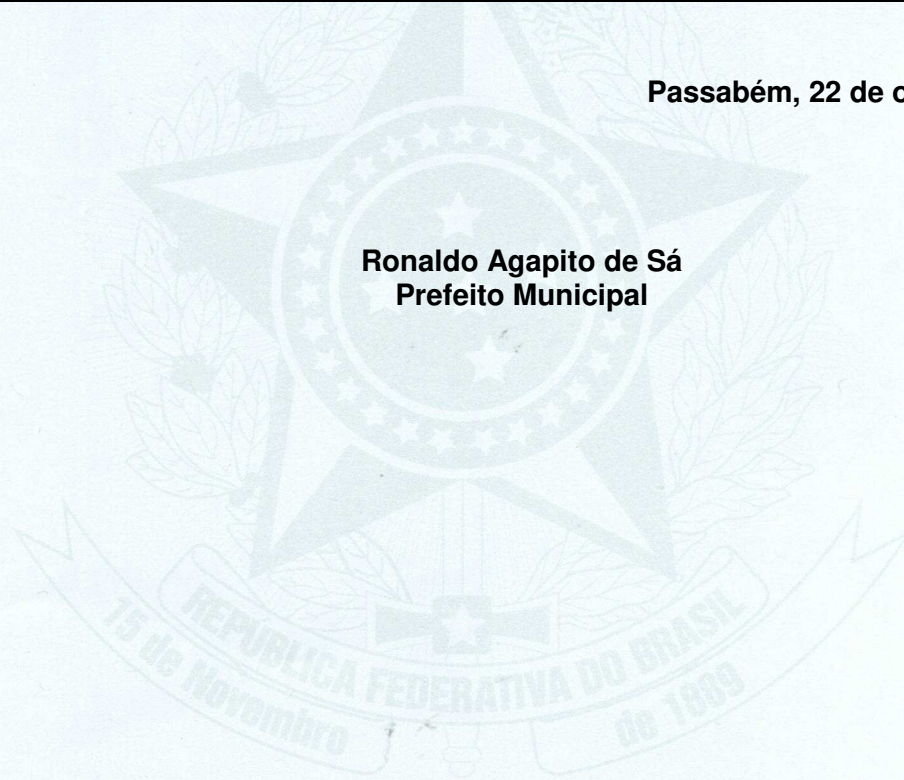 Passabém, 22 de
Ronaldo Agapito de Sá
Prefeito Municipal
REPÚBLICA FEDERATIVA DO BRASIL
15 de Novembro
de 1889